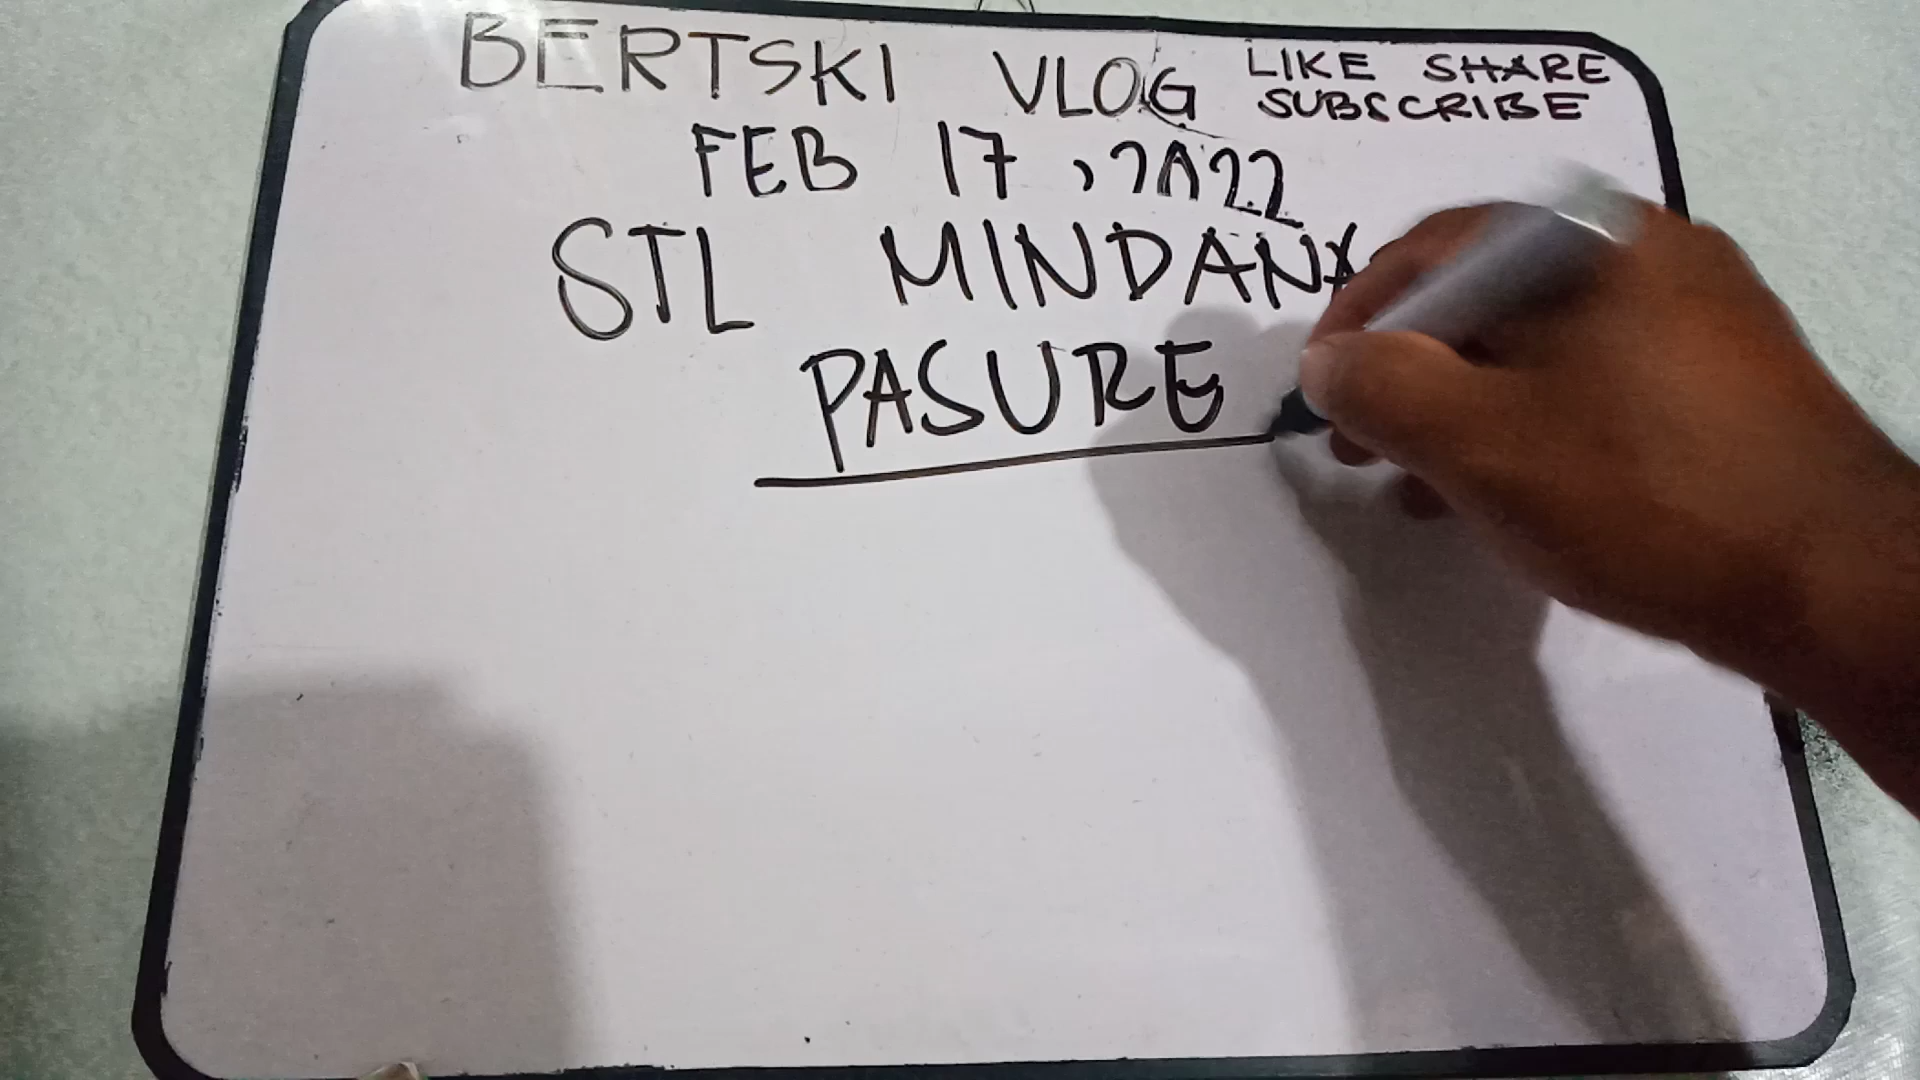 BERTSKI VLOG
LIKE SHARE
SUBSCRIBE
FEB 17, 2022
STL
PASURE